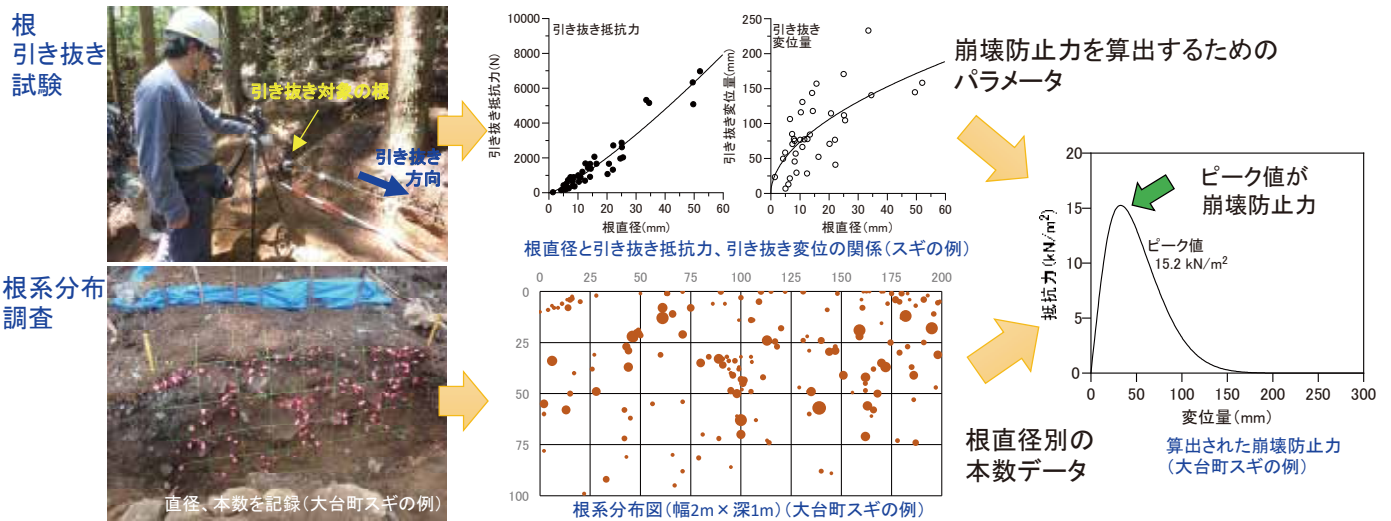 根
引き抜き
試験
引き抜き対象の根
引き抜き
方向
引き抜き抵抗力
引き抜き抵抗力(N)
10000
8000
6000
4000
2000
0
0 10 20 30 40 50 60
根直径(mm)
引き抜き
変位量
引き抜き変位量(mm)
250
200
150
100
50
0
0 10 20 30 40 50 60
根直径(mm)
根直径と引き抜き抵抗力、引き抜き変位の関係(スギの例)
崩壊防止力を算出するための
パラメータ
根系分布
調査
直径、本数を記録(大台町スギの例)
0 25 50 75 100 125 150 175 200
0
25
50
75
100
根系分布図(幅2m×深1m)(大台町スギの例)
根直径別の
本数データ
抵抗力(kN/m²)
20
15
10
5
0
ピーク値が
崩壊防止力
ピーク値
15.2 kN/m²
0 50 100 150 200 250 300
変位量(mm)
算出された崩壊防止力
(大台町スギの例)